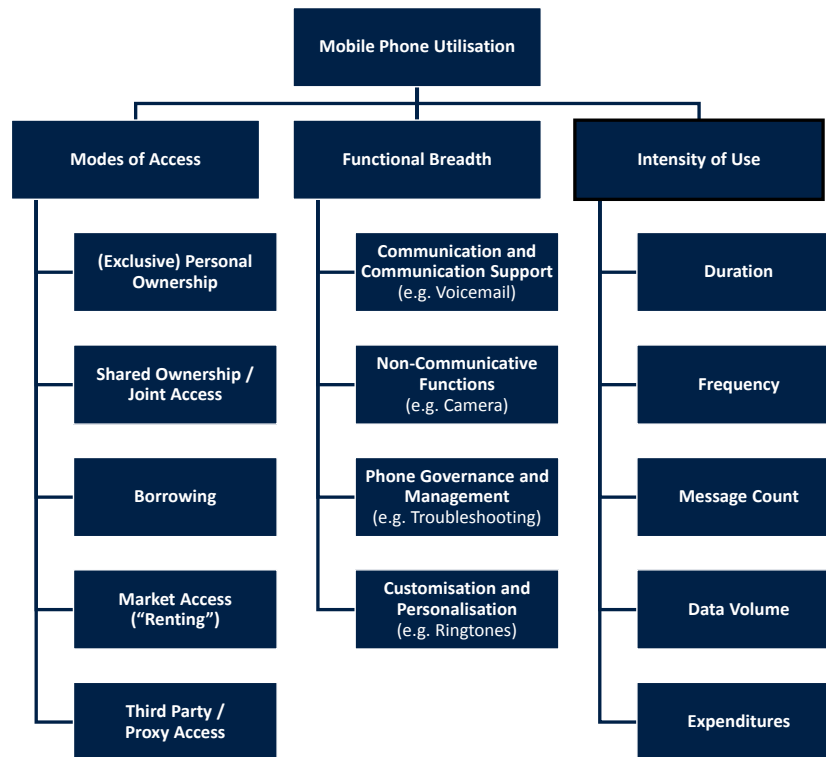 Mobile Phone Utilisation
Modes of Access
(Exclusive) Personal
Ownership
Shared Ownership /
Joint Access
Borrowing
Market Access
(“Renting”)
Third Party /
Proxy Access
Functional Breadth
Communication and
Communication Support
(e.g. Voicemail)
Non-Communicative
Functions
(e.g. Camera)
Phone Governance and
Management
(e.g. Troubleshooting)
Customisation and
Personalisation
(e.g. Ringtones)
Intensity of Use
Duration
Frequency
Message Count
Data Volume
Expenditures